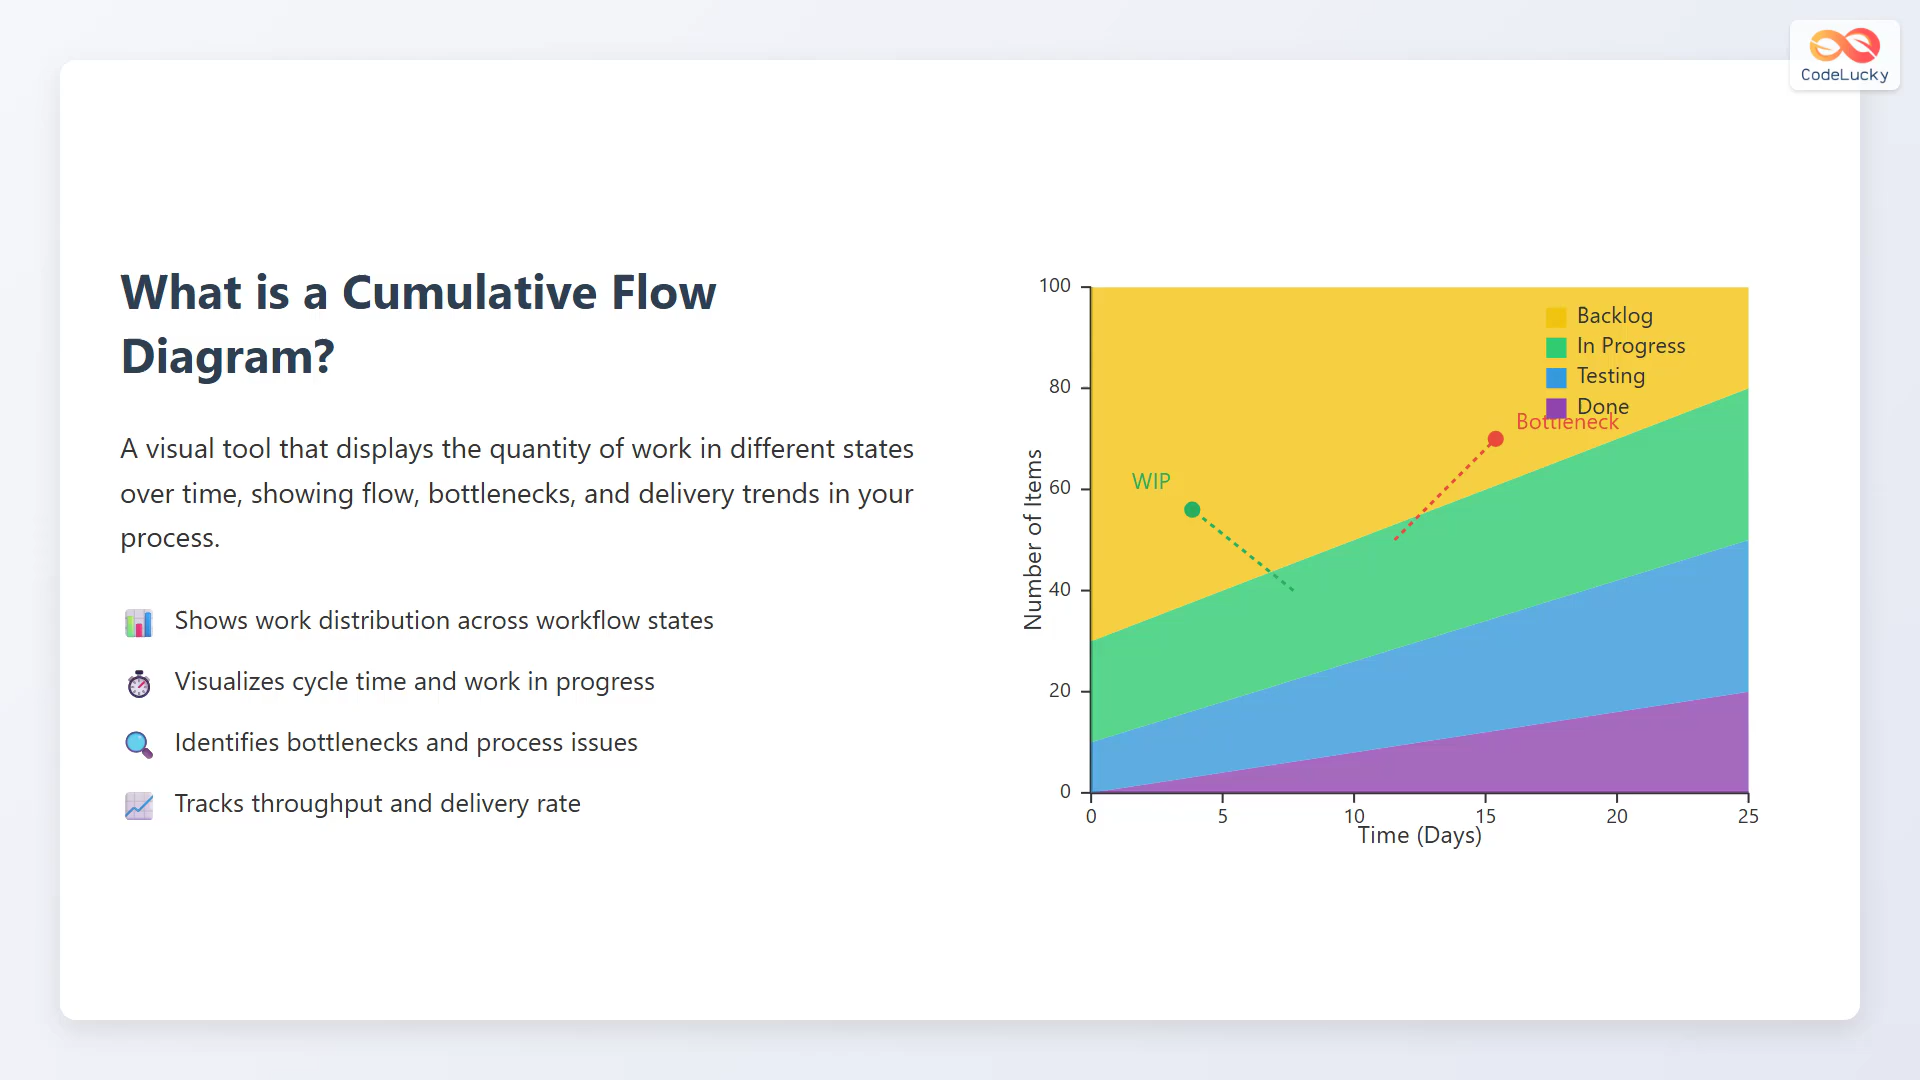 CodeLucky
What is a Cumulative Flow
Diagram?
A visual tool that displays the quantity of work in different states
over time, showing flow, bottlenecks, and delivery trends in your
process.
Shows work distribution across workflow states
Visualizes cycle time and work in progress
Identifies bottlenecks and process issues
Tracks throughput and delivery rate
Number of Items
100
80
60
40
20
0
Backlog
In Progress
Testing
Done
Bottleneck
WIP
0 5 10 15 20 25
Time (Days)